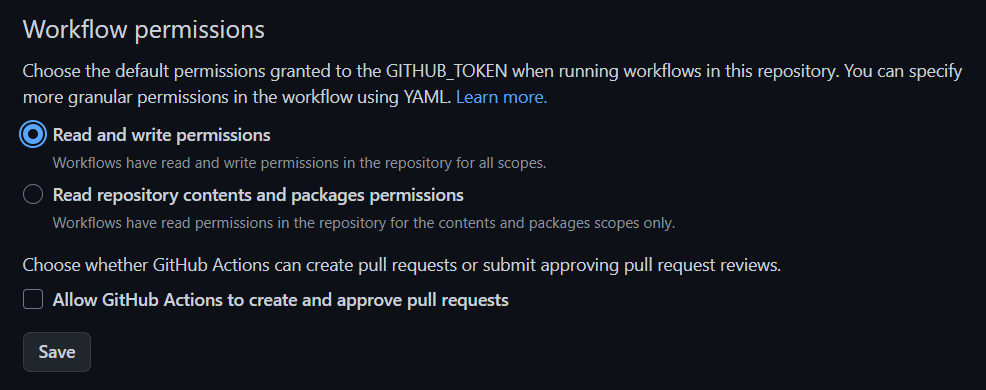 Workflow permissions
Choose the default permissions granted to the GITHUB_TOKEN when running workflows in this repository. You can specify
more granular permissions in the workflow using YAML. Learn more.
Read and write permissions
Workflows have read and write permissions in the repository for all scopes.
Read repository contents and packages permissions
Workflows have read permissions in the repository for the contents and packages scopes only.
Choose whether GitHub Actions can create pull requests or submit approving pull request reviews.
Allow GitHub Actions to create and approve pull requests
Save